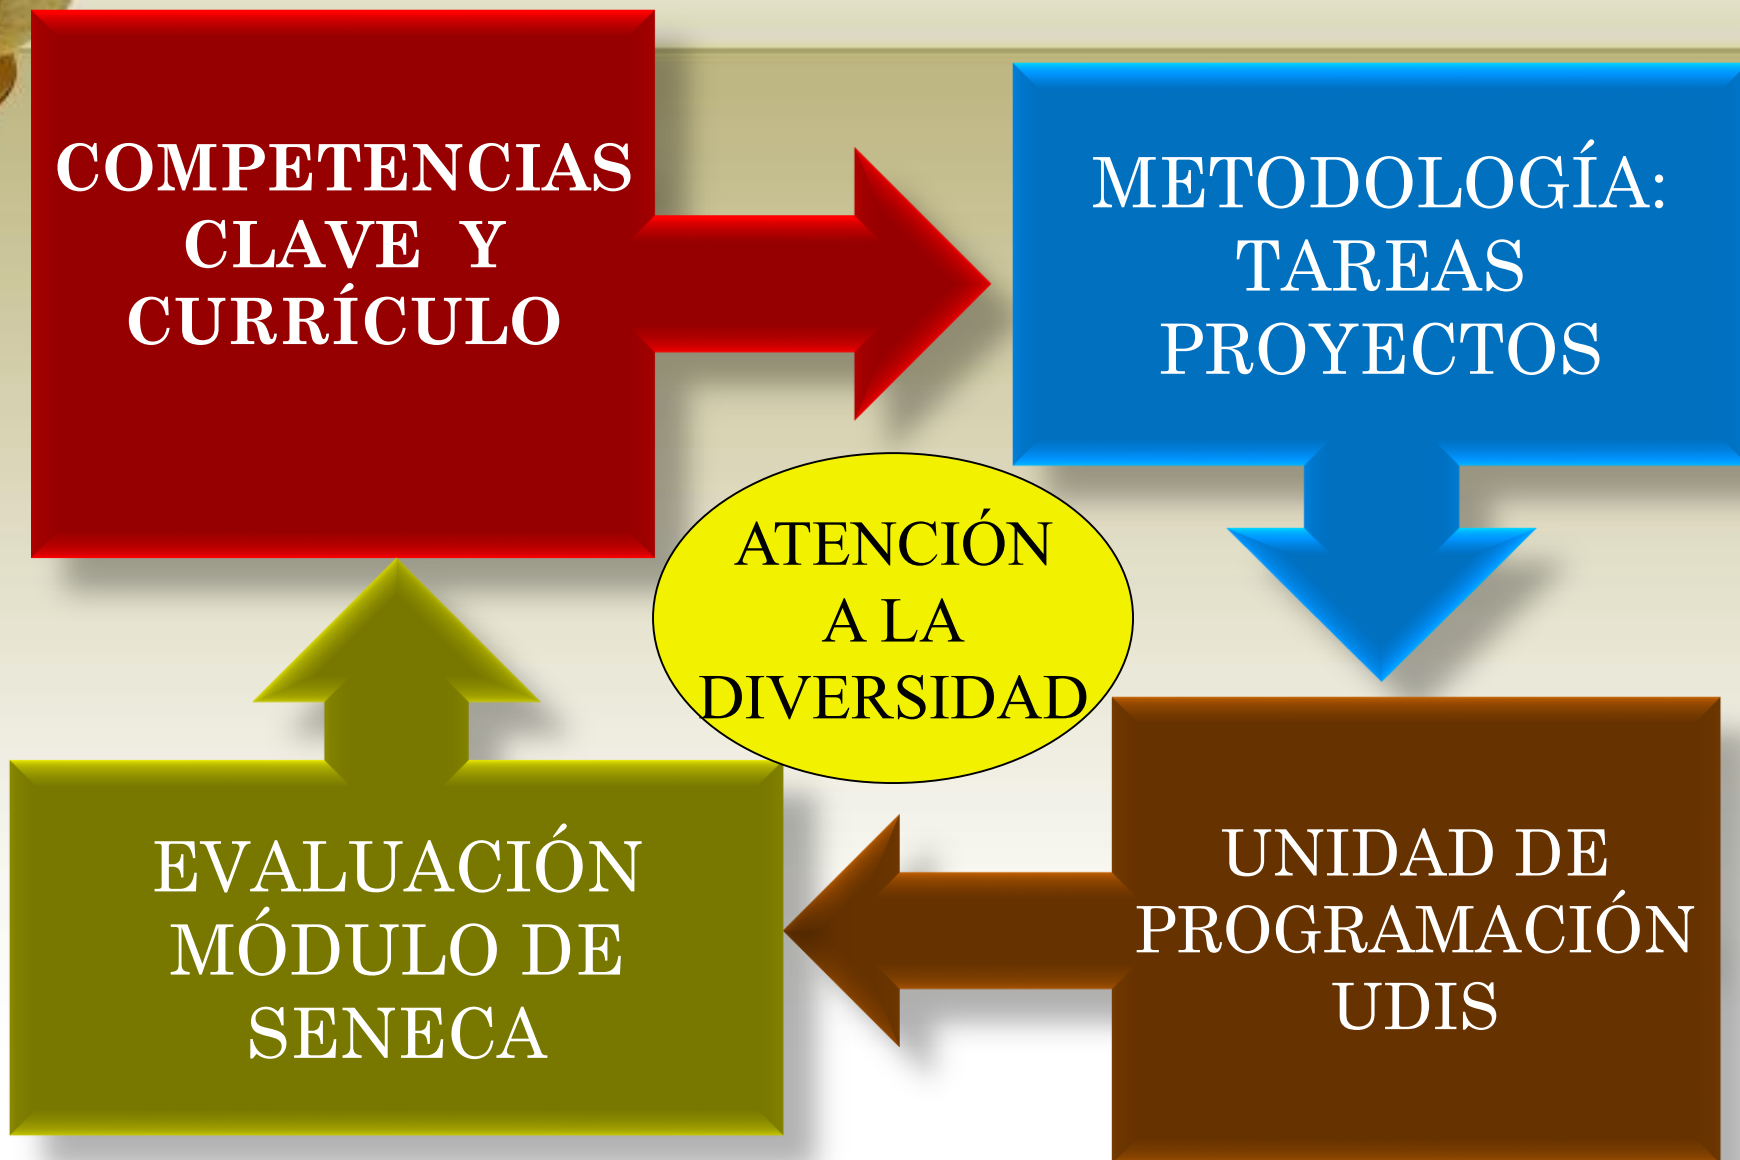 COMPETENCIAS
CLAVE Y
CURRÍCULO
METODOLOGÍA:
TAREAS
PROYECTOS
ATENCIÓN
A LA
DIVERSIDAD
UNIDAD DE
PROGRAMACIÓN
UDIS
EVALUACIÓN
MÓDULO DE
SENECA